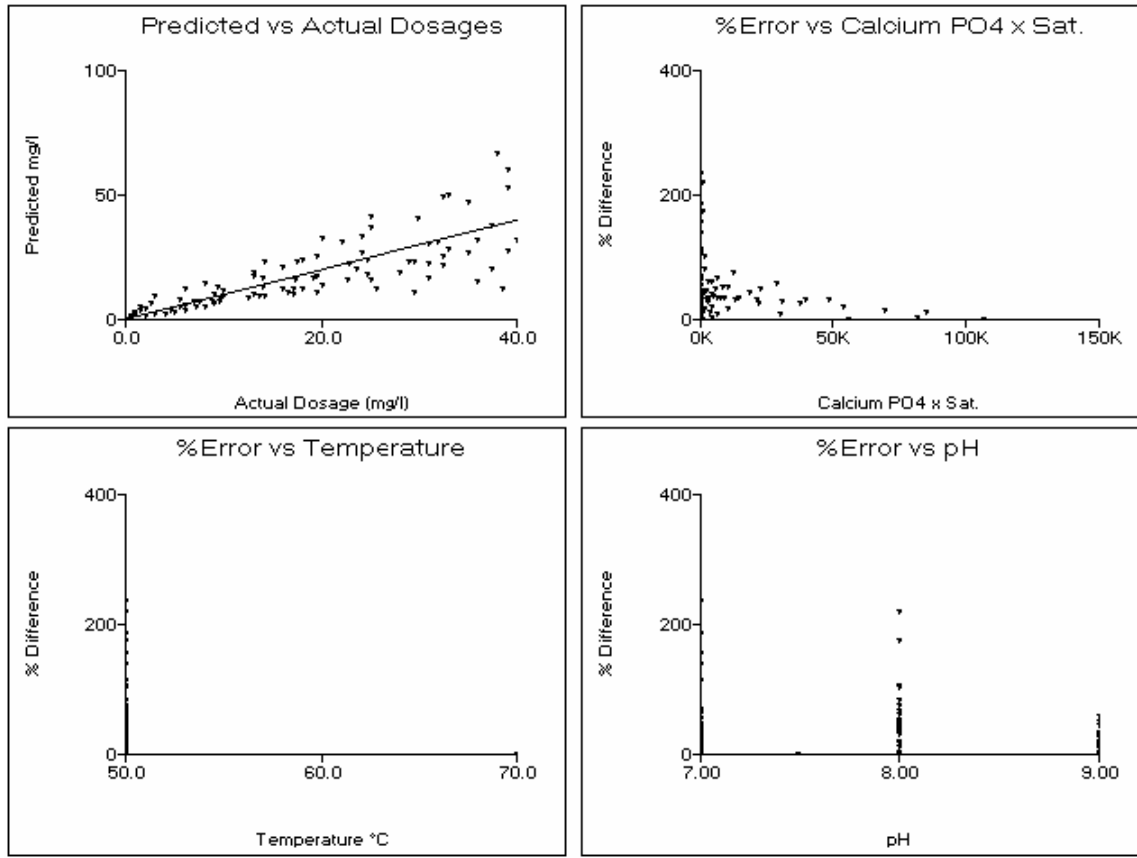 Predicted vs Actual Dosages
100
50
0
Predicted mg/l
0.0 20.0 40.0
Actual Dosage (mg/l)
%Error vs Calcium PO4 x Sat.
400
200
0
% Difference
0K 50K 100K 150K
Calcium PO4 x Sat.
%Error vs Temperature
400
200
0
% Difference
50.0 60.0 70.0
Temperature °C
%Error vs pH
400
200
0
% Difference
7.00 8.00 9.00
pH